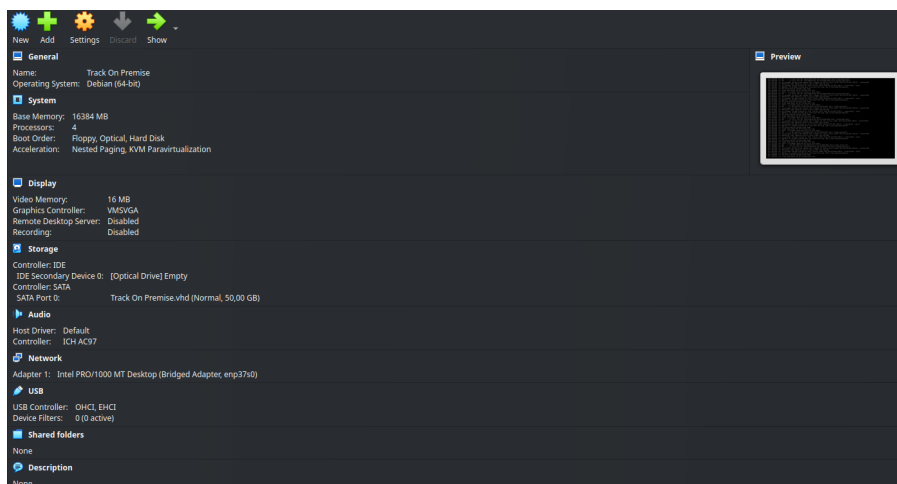 New Add Settings Discard Show
General
Name: Track On Premise
Operating System: Debian (64-bit)
System
Base Memory: 16384 MB
Processors: 4
Boot Order: Floppy, Optical, Hard Disk
Acceleration: Nested Paging, KVM Paravirtualization
Preview
Display
Video Memory: 16 MB
Graphics Controller: VMSVGA
Remote Desktop Server: Disabled
Recording: Disabled
Storage
Controller: IDE
IDE Secondary Device 0: [Optical Drive] Empty
Controller: SATA
SATA Port 0: Track On Premise.vhd (Normal, 50,00 GB)
Audio
Host Driver: Default
Controller: ICH AC97
Network
Adapter 1: Intel PRO/1000 MT Desktop (Bridged Adapter, enp37s0)
USB
USB Controller: OHCI, EHCI
Device Filters: 0 (0 active)
Shared folders
None
Description
None